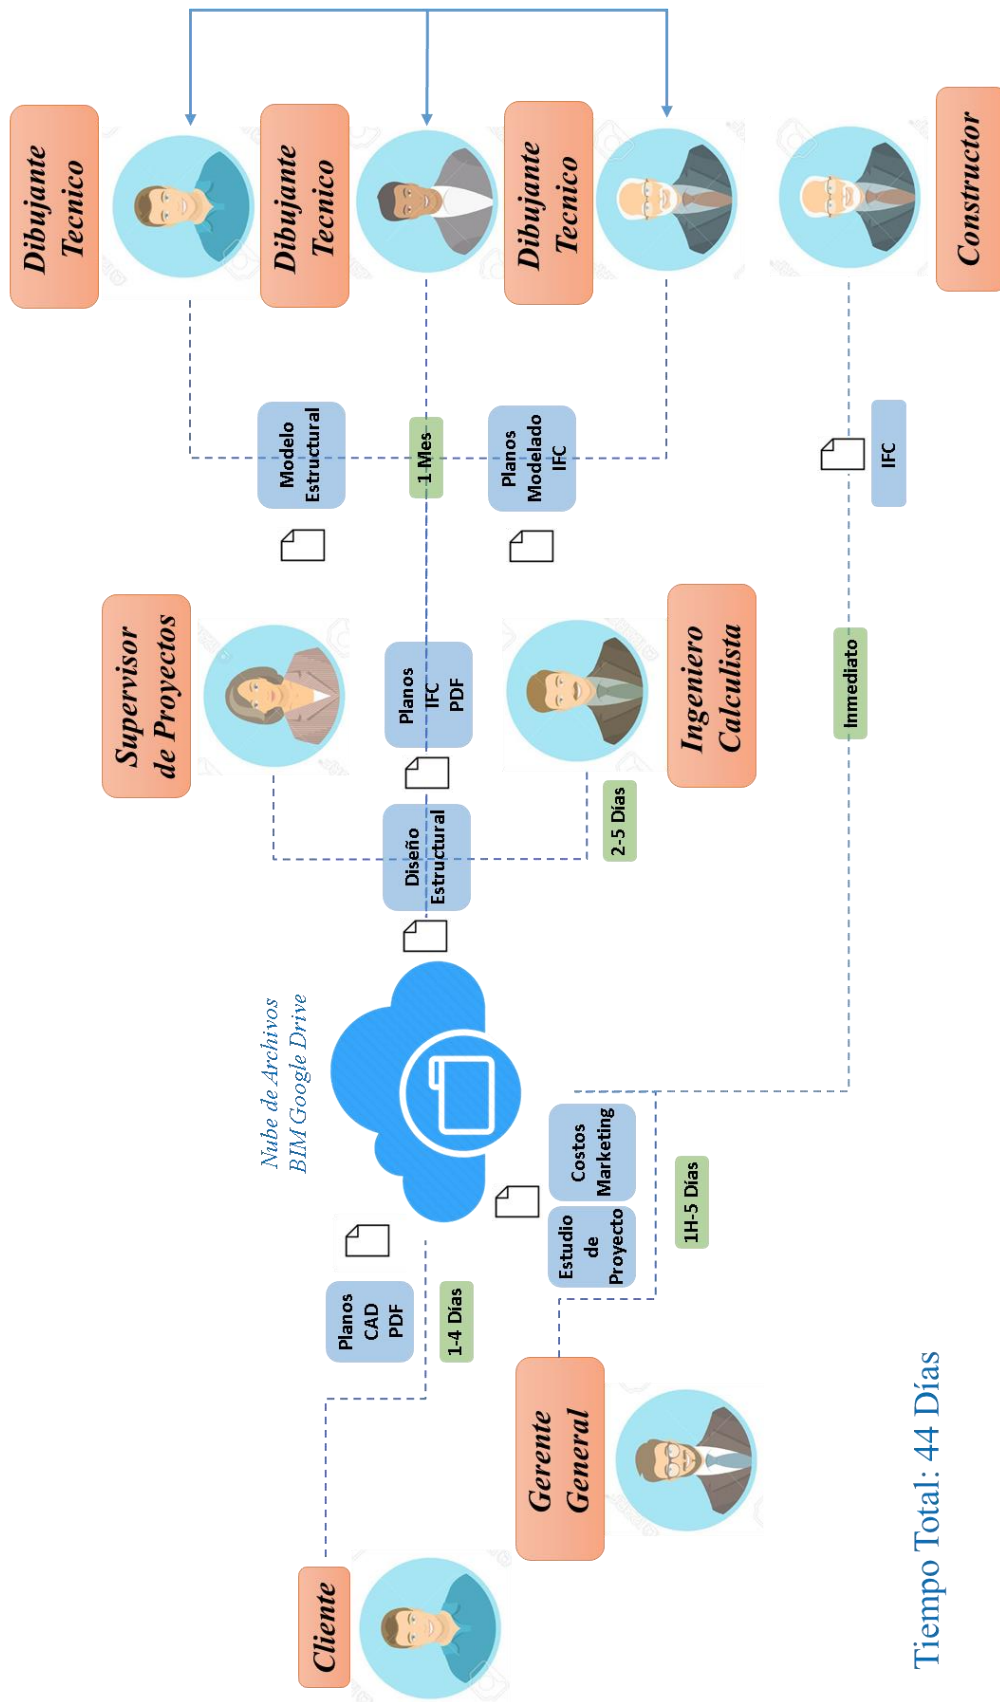 Cliente
Planos
CAD
PDF
1-4 Días
Gerente
General
Nube de Archivos
BIM Google Drive
Estudio
de
Proyecto
Costos
Marketing
1H-5 Días
Supervisor
de Proyectos
Diseño
Estructural
Planos
IFC
PDF
2-5 Días
Ingeniero
Calculista
Inmediato
Modelo
Estructural
1 Mes
Planos
Modelado
IFC
IFC
Dibujante
Tecnico
Dibujante
Tecnico
Dibujante
Tecnico
Constructor
Tiempo Total: 44 Días